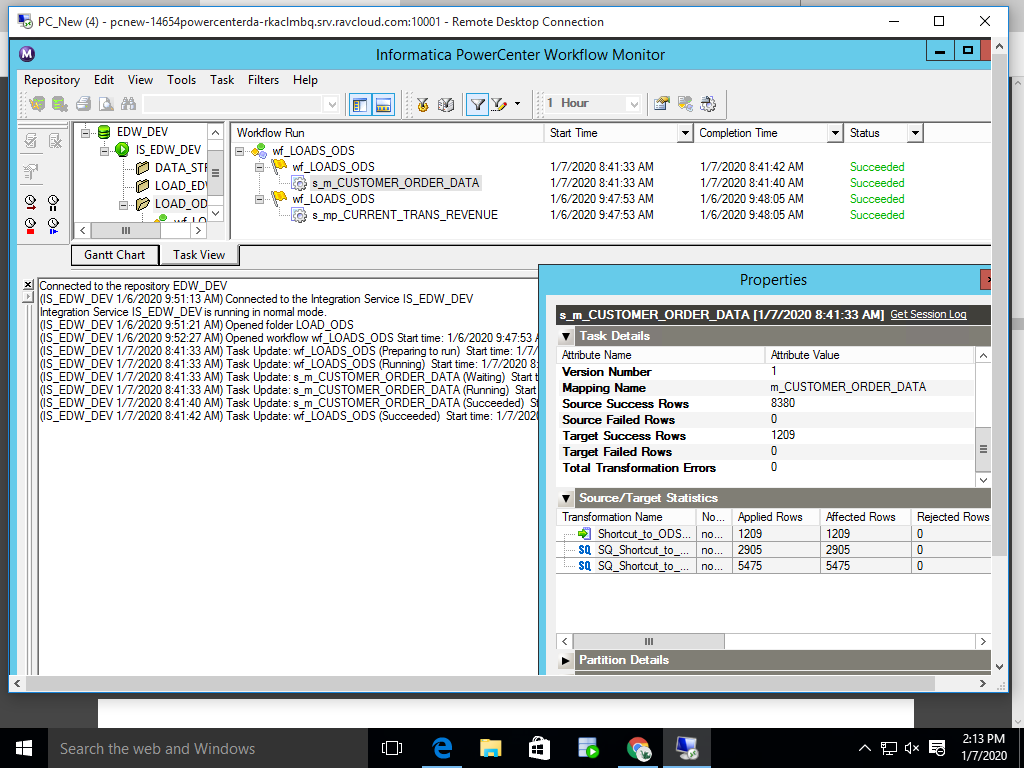 PC_New (4) - pcnew-14654powercenterda-rkaclmbq.srv.ravcloud.com:10001 - Remote Desktop Connection
M
Informatica PowerCenter Workflow Monitor
Repository Edit View Tools Task Filters Help
1 Hour
EDW_DEV
IS_EDW_DEV
DATA_STR
LOAD_EDW
LOAD_OD
Workflow Run Start Time Completion Time Status
wf_LOADS_ODS
wf_LOADS_ODS 1/7/2020 8:41:33 AM 1/7/2020 8:41:42 AM Succeeded
s_m_CUSTOMER_ORDER_DATA 1/7/2020 8:41:33 AM 1/7/2020 8:41:40 AM Succeeded
wf_LOADS_ODS 1/6/2020 9:47:53 AM 1/6/2020 9:48:05 AM Succeeded
s_mp_CURRENT_TRANS_REVENUE 1/6/2020 9:47:53 AM 1/6/2020 9:48:05 AM Succeeded
Gantt Chart Task View
Connected to the repository EDW_DEV
(IS_EDW_DEV 1/6/2020 9:51:13 AM) Connected to the Integration Service IS_EDW_DEV
Integration Service IS_EDW_DEV is running in normal mode.
(IS_EDW_DEV 1/6/2020 9:51:21 AM) Opened folder LOAD_ODS
(IS_EDW_DEV 1/6/2020 9:52:27 AM) Opened workflow wf_LOADS_ODS Start time: 1/6/2020 9:47:53 A
(IS_EDW_DEV 1/7/2020 8:41:33 AM) Task Update: wf_LOADS_ODS (Preparing to run) Start time: 1/7/
(IS_EDW_DEV 1/7/2020 8:41:33 AM) Task Update: wf_LOADS_ODS (Running) Start time: 1/7/2020 8:
(IS_EDW_DEV 1/7/2020 8:41:33 AM) Task Update: s_m_CUSTOMER_ORDER_DATA (Waiting) Start t
(IS_EDW_DEV 1/7/2020 8:41:33 AM) Task Update: s_m_CUSTOMER_ORDER_DATA (Running) Start
(IS_EDW_DEV 1/7/2020 8:41:40 AM) Task Update: s_m_CUSTOMER_ORDER_DATA (Succeeded) St
(IS_EDW_DEV 1/7/2020 8:41:42 AM) Task Update: wf_LOADS_ODS (Succeeded) Start time: 1/7/2020
Properties
s_m_CUSTOMER_ORDER_DATA [1/7/2020 8:41:33 AM] Get Session Log
Task Details
Attribute Name Attribute Value
Version Number 1
Mapping Name m_CUSTOMER_ORDER_DATA
Source Success Rows 8380
Source Failed Rows 0
Target Success Rows 1209
Target Failed Rows 0
Total Transformation Errors 0
Source/Target Statistics
Transformation Name No... Applied Rows Affected Rows Rejected Rows
Shortcut_to_ODS... no... 1209 1209 0
SQ SQ_Shortcut_to_... no... 2905 2905 0
SQ SQ_Shortcut_to_... no... 5475 5475 0
Partition Details
Search the web and Windows
2:13 PM
1/7/2020